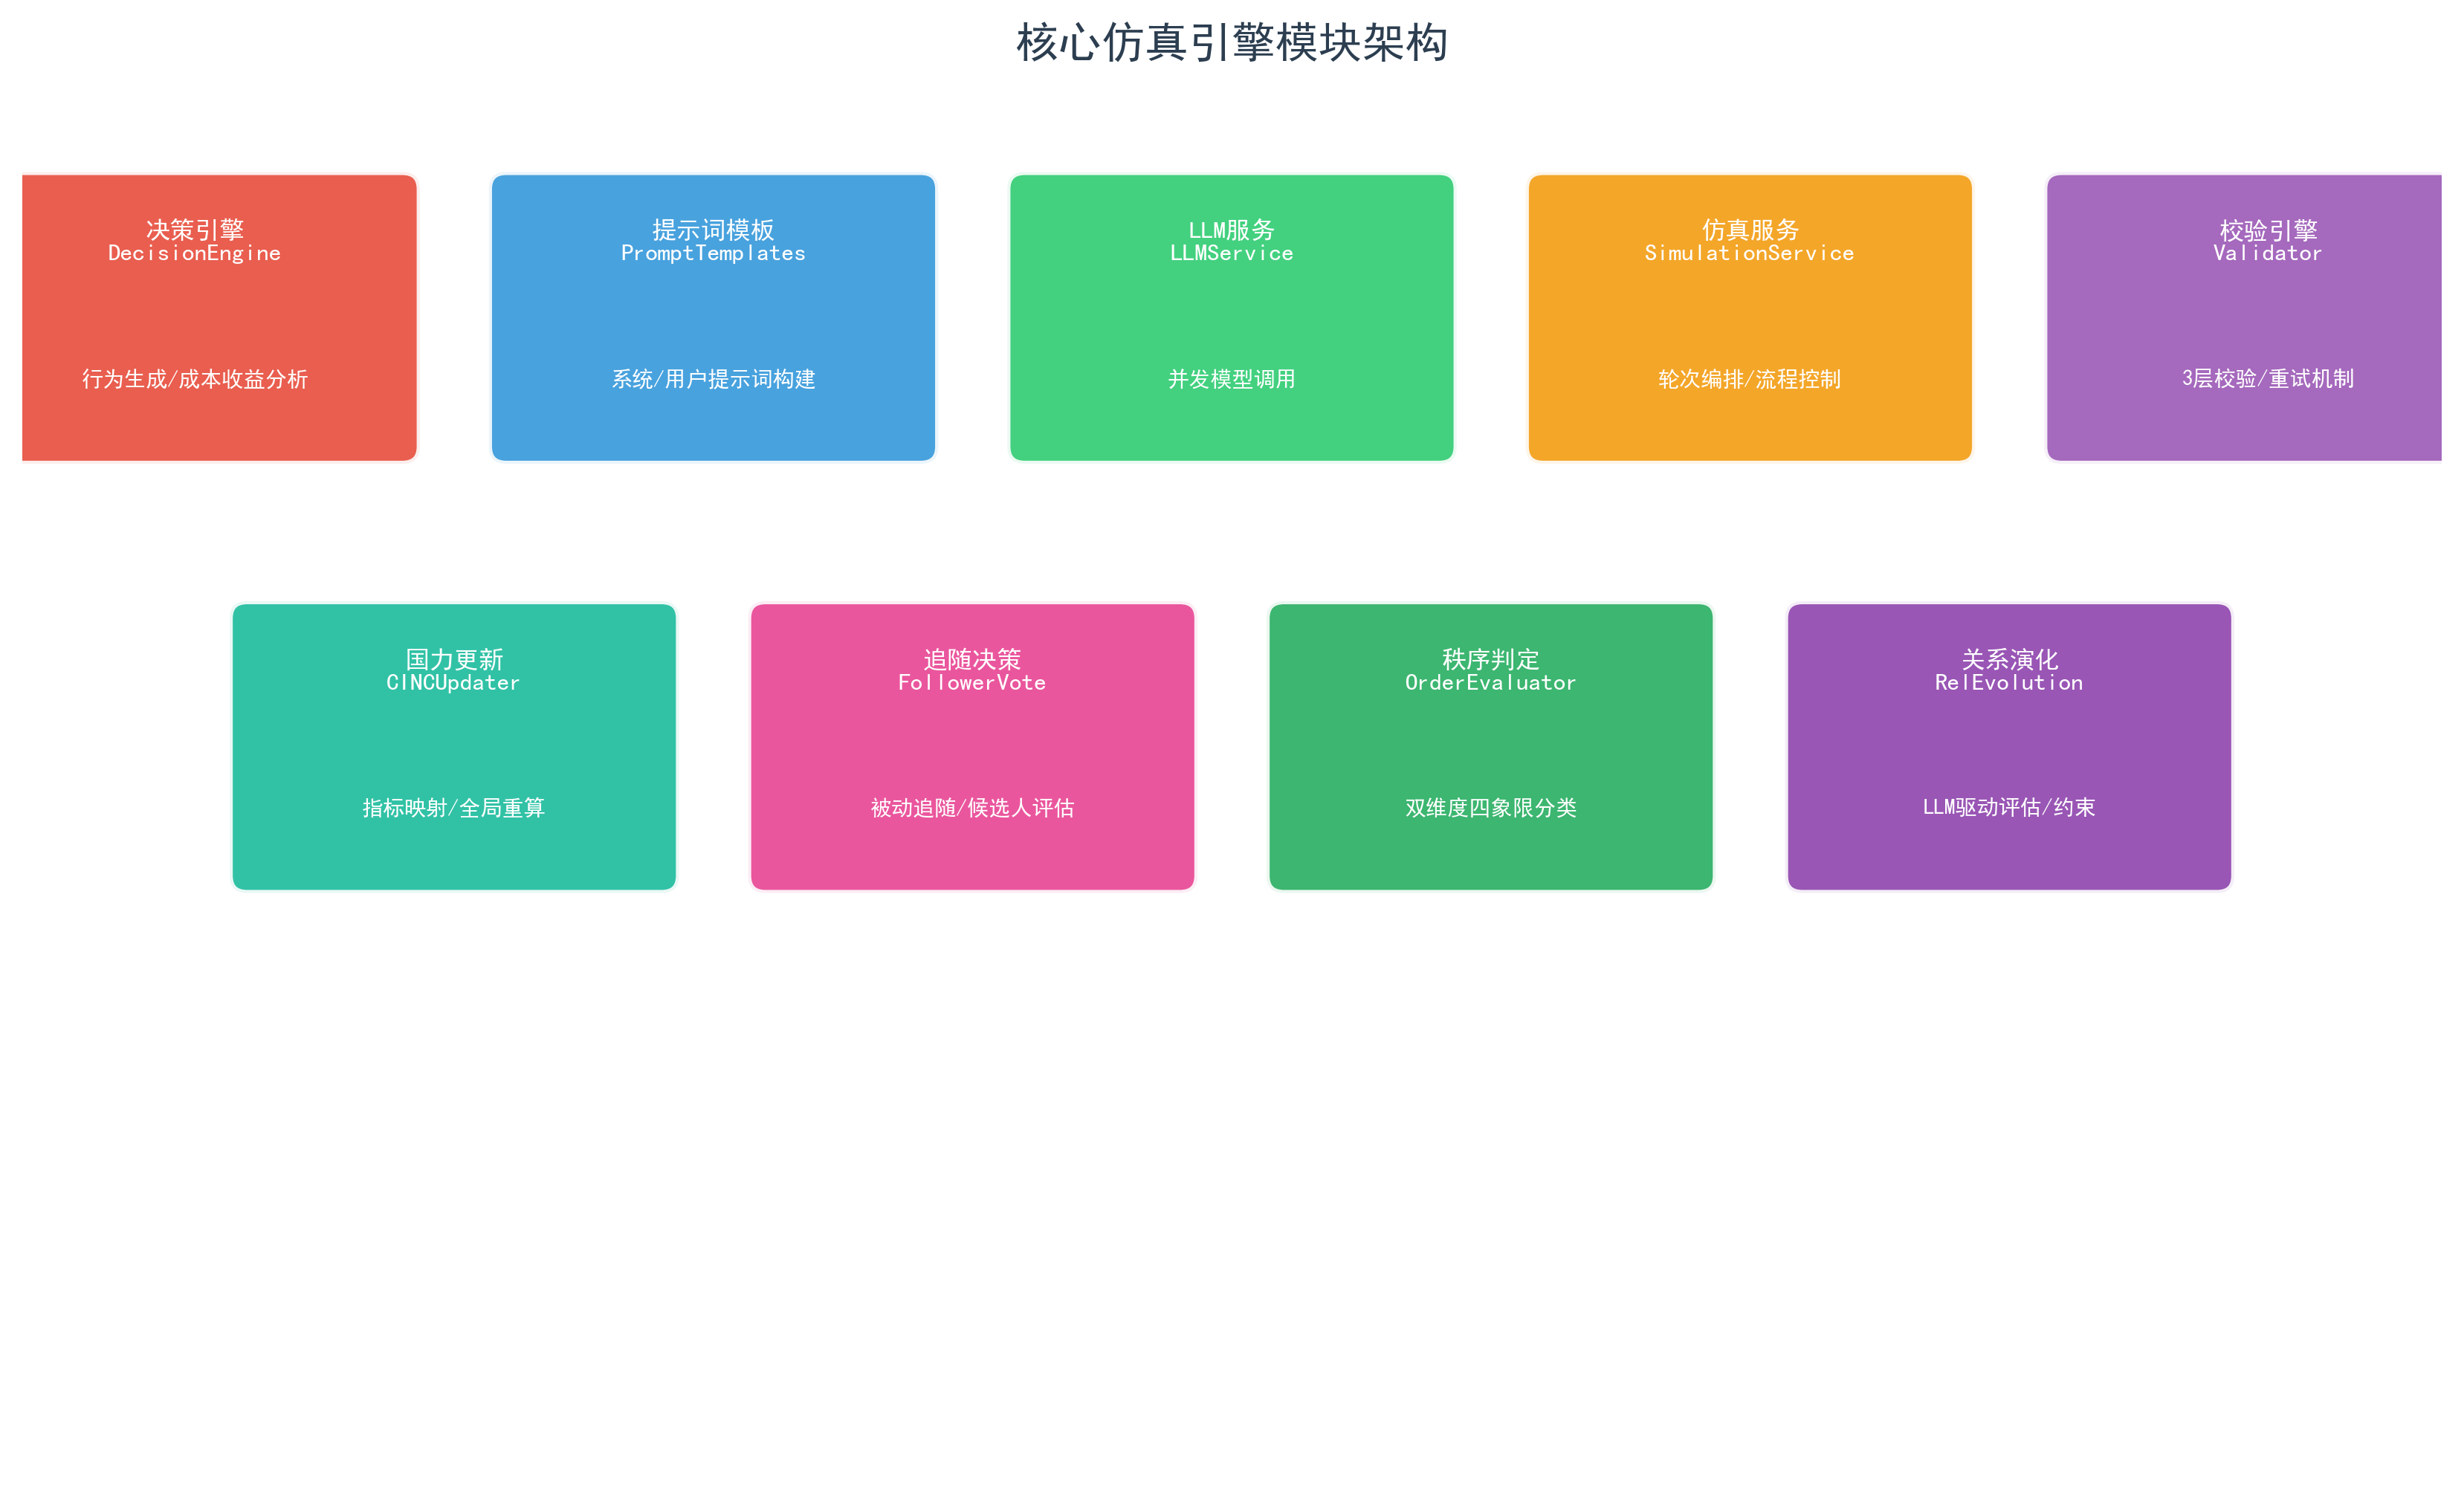 核心仿真引擎模块架构
决策引擎
DecisionEngine
行为生成/成本收益分析
提示词模板
PromptTemplates
系统/用户提示词构建
LLM服务
LLMService
并发模型调用
仿真服务
SimulationService
轮次编排/流程控制
校验引擎
Validator
3层校验/重试机制
国力更新
CINCUpdater
指标映射/全局重算
追随决策
FollowerVote
被动追随/候选人评估
秩序判定
OrderEvaluator
双维度四象限分类
关系演化
RelEvolution
LLM驱动评估/约束